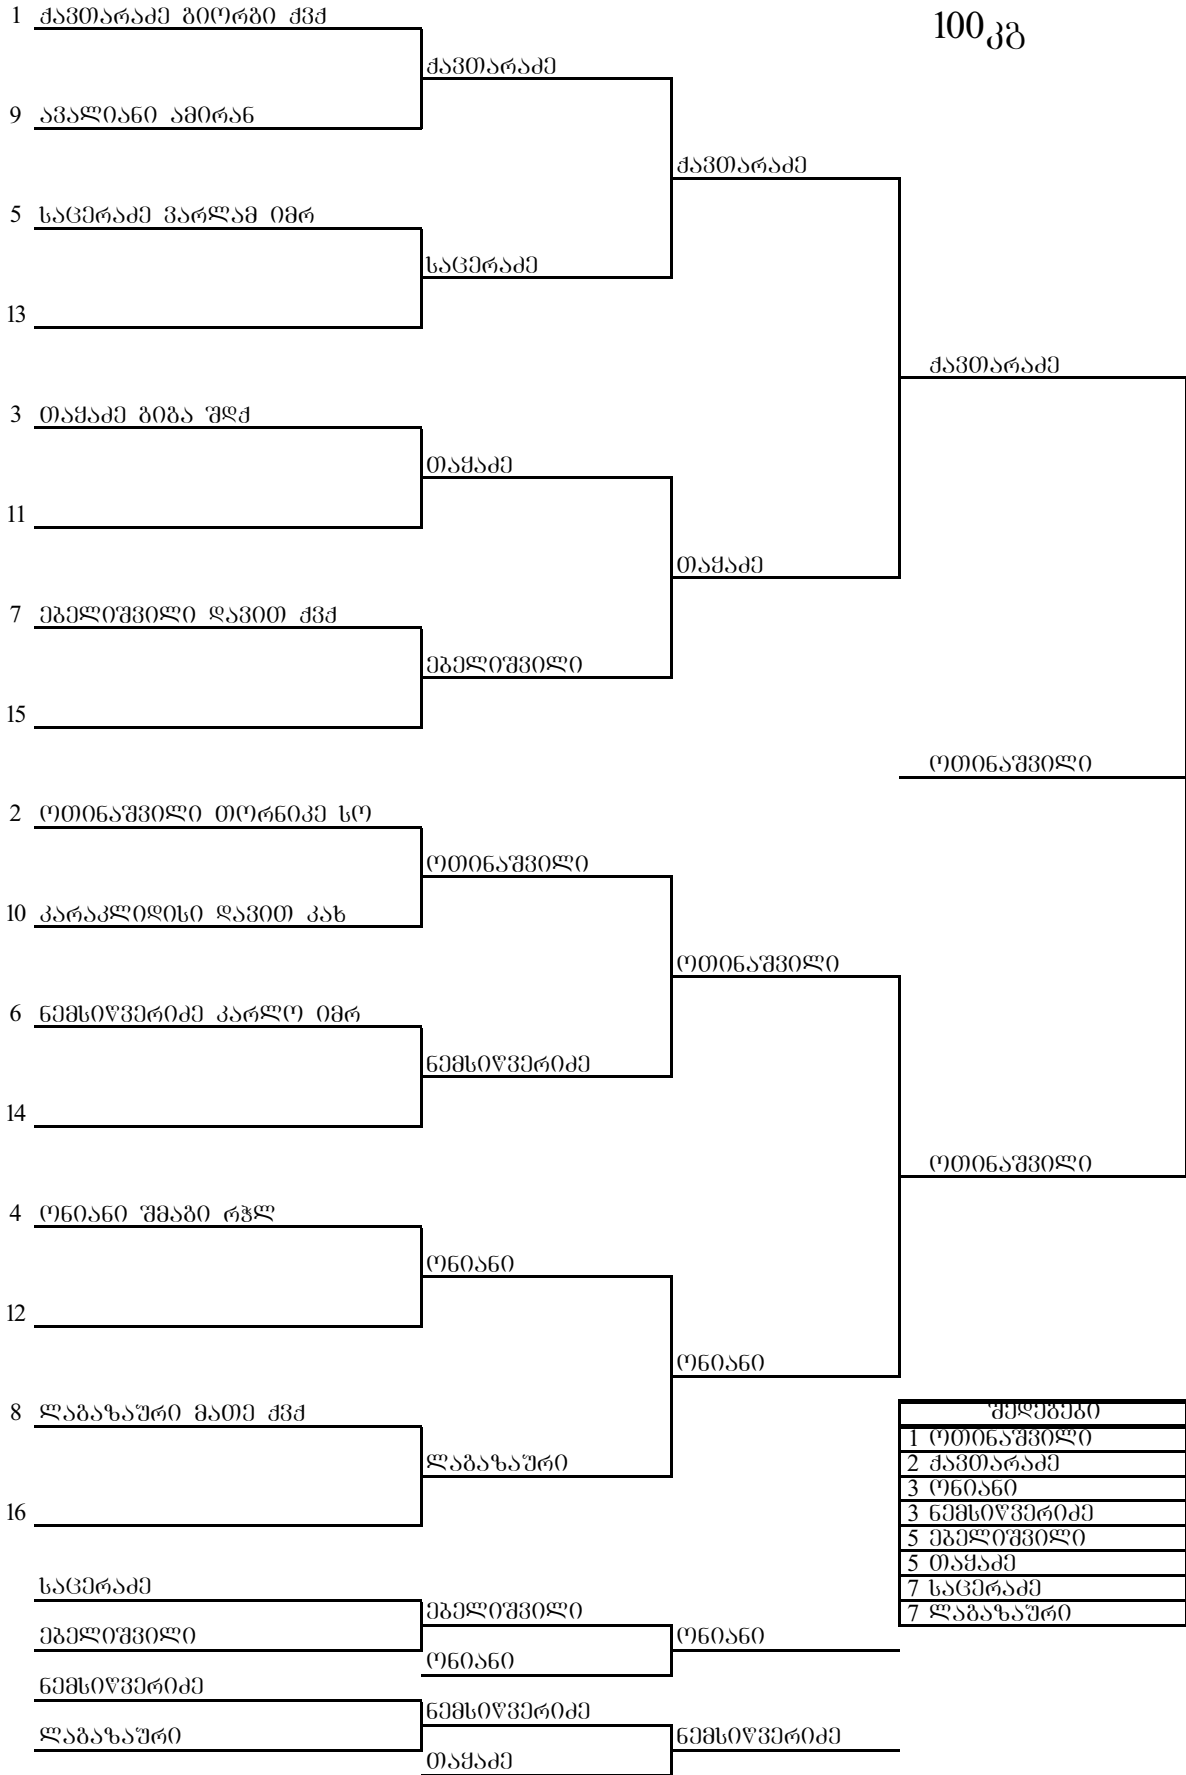 100კგ
1 ქავთარაძე გიორგი ქვქ
ქავთარაძე
9 ავალიანი ამირან
ქავთარაძე
5 საცერაძე ვარლამ იმრ
საცერაძე
13
ქავთარაძე
3 თაყაძე გიგა შდქ
თაყაძე
11
თაყაძე
7 ებელიშვილი დავით ქვქ
ებელიშვილი
15
ოთინაშვილი
2 ოთინაშვილი თორნიკე სო
ოთინაშვილი
10 კარაკლიდისი დავით კახ
ოთინაშვილი
6 ნემსიწვერიძე კარლო იმრ
ნემსიწვერიძე
14
ოთინაშვილი
4 ონიანი შმაგი რჭლ
ონიანი
12
ონიანი
8 ლაგაზაური მათე ქვქ
ლაგაზაური
16
შედეგები
1 ოთინაშვილი
2 ქავთარაძე
3 ონიანი
3 ნემსიწვერიძე
5 ებელიშვილი
5 თაყაძე
7 საცერაძე
7 ლაგაზაური
საცერაძე
ებელიშვილი
ებელიშვილი
ონიანი
ონიანი
ნემსიწვერიძე
ნემსიწვერიძე
ლაგაზაური
ნემსიწვერიძე
თაყაძე